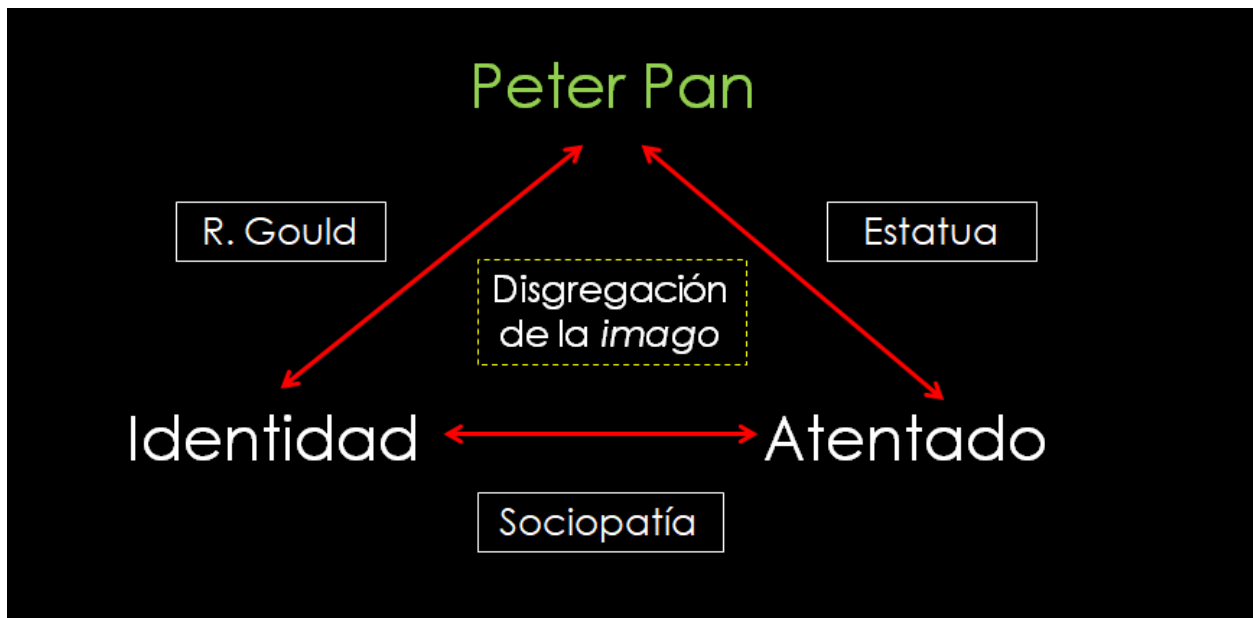 Peter Pan
R. Gould
Estatua
Disgregación
de la imago
Identidad
Atentado
Sociopatía